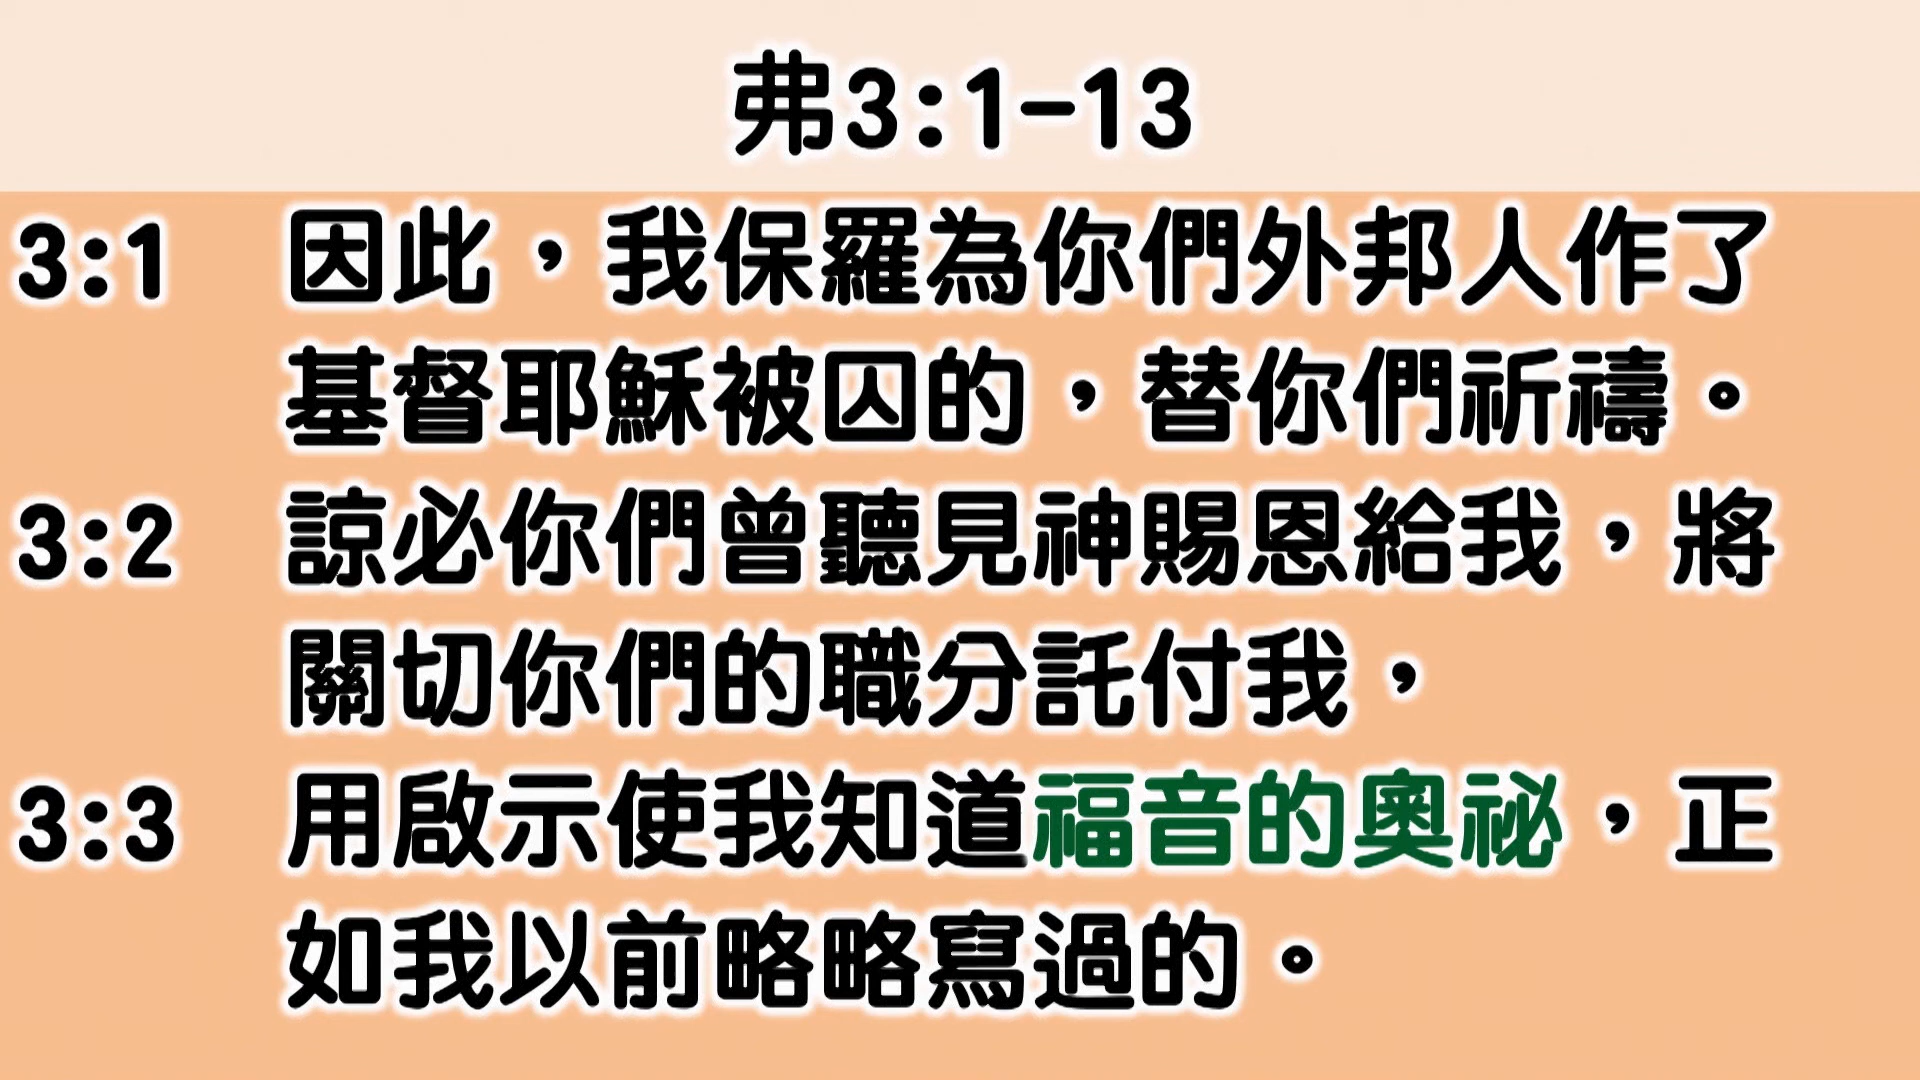 弗3:1-13
3:1 因此，我保羅為你們外邦人作了
基督耶穌被囚的，替你們祈禱。
3:2 諒必你們曾聽見神賜恩給我，將
關切你們的職分託付我，
3:3 用啟示使我知道福音的奧祕，正
如我以前略略寫過的。